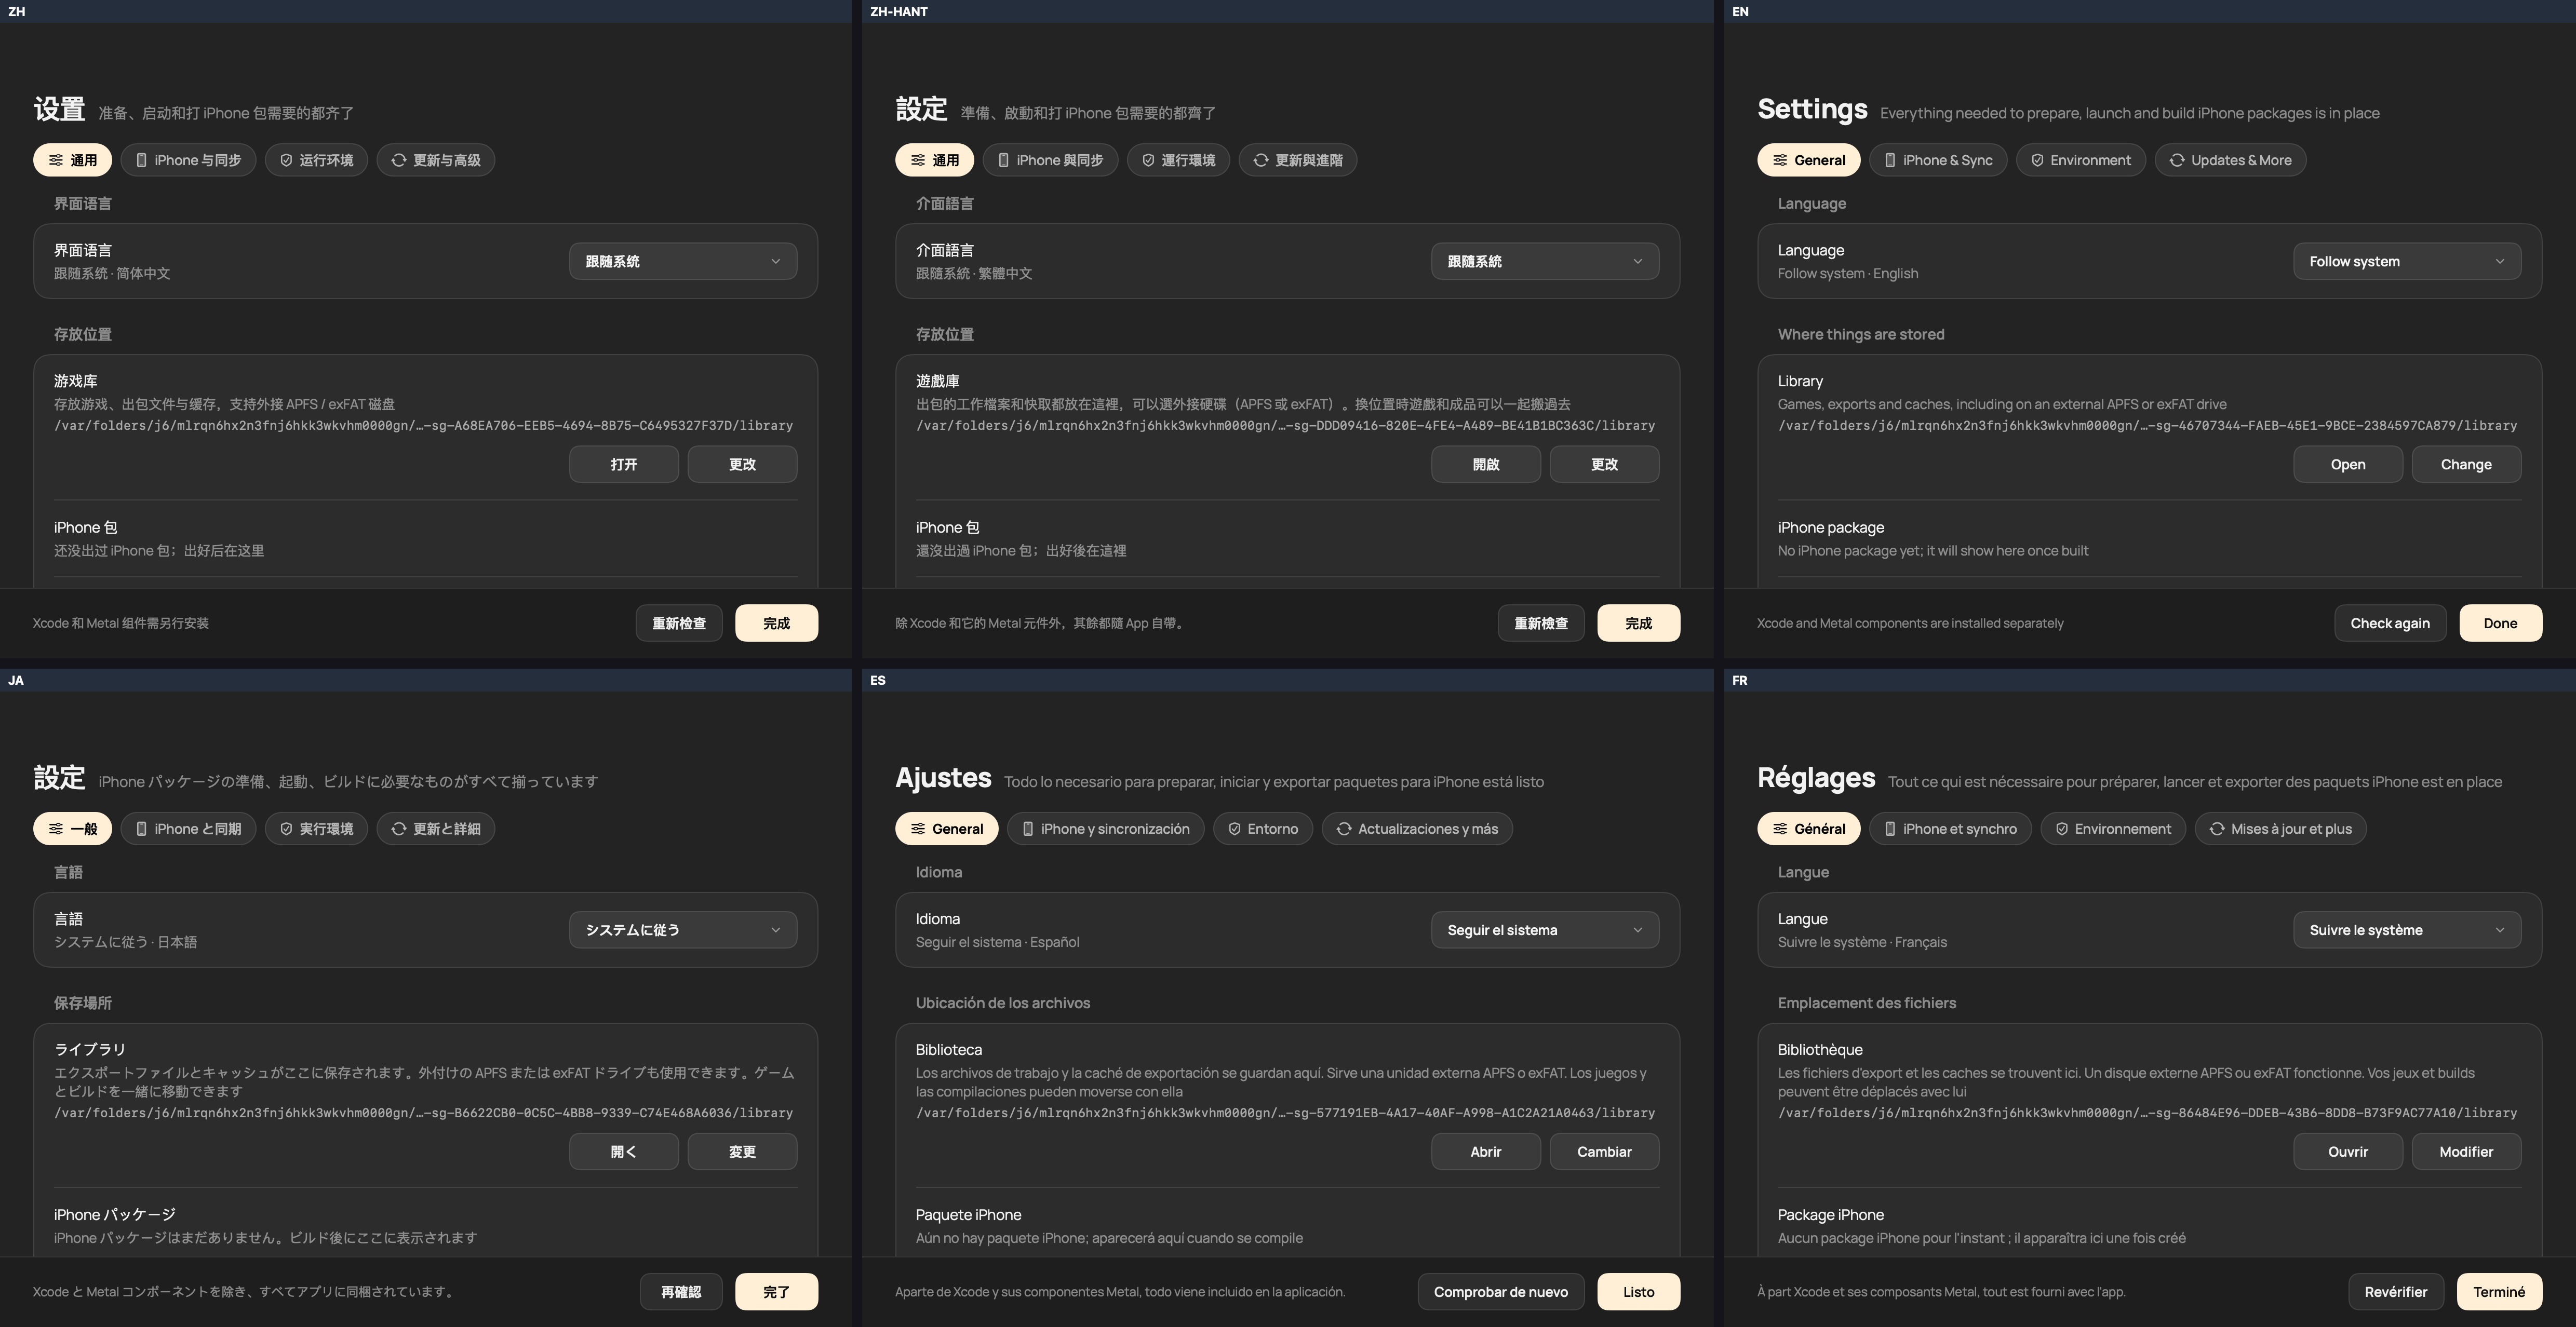 ZH
设置 准备、启动和打 iPhone 包需要的都齐了
通用 iPhone 与同步 运行环境 更新与高级
界面语言
界面语言
跟随系统 · 简体中文
跟随系统
存放位置
游戏库
存放游戏、出包文件与缓存，支持外接 APFS / exFAT 磁盘
/var/folders/j6/mlrqn6hx2n3fnj6hkk3wkvhm0000gn/…-sg-A68EA706-EEB5-4694-8B75-C6495327F37D/library
打开 更改
iPhone 包
还没出过 iPhone 包；出好后在这里
Xcode 和 Metal 组件需另行安装
重新检查 完成
ZH-HANT
設定 準備、啟動和打 iPhone 包需要的都齊了
通用 iPhone 與同步 運行環境 更新與進階
介面語言
介面語言
跟隨系統 · 繁體中文
跟隨系統
存放位置
遊戲庫
出包的工作檔案和快取都放在這裡，可以選外接硬碟（APFS 或 exFAT）。換位置時遊戲和成品可以一起搬過去
/var/folders/j6/mlrqn6hx2n3fnj6hkk3wkvhm0000gn/…-sg-DDD09416-820E-4FE4-A489-BE41B1BC363C/library
開啟 更改
iPhone 包
還沒出過 iPhone 包；出好後在這裡
除 Xcode 和它的 Metal 元件外，其餘都隨 App 自帶。
重新檢查 完成
EN
Settings Everything needed to prepare, launch and build iPhone packages is in place
General iPhone & Sync Environment Updates & More
Language
Language
Follow system · English
Follow system
Where things are stored
Library
Games, exports and caches, including on an external APFS or exFAT drive
/var/folders/j6/mlrqn6hx2n3fnj6hkk3wkvhm0000gn/…-sg-46707344-FAEB-45E1-9BCE-2384597CA879/library
Open Change
iPhone package
No iPhone package yet; it will show here once built
Xcode and Metal components are installed separately
Check again Done
JA
設定 iPhone パッケージの準備、起動、ビルドに必要なものがすべて揃っています
一般 iPhone と同期 実行環境 更新と詳細
言語
言語
システムに従う · 日本語
システムに従う
保存場所
ライブラリ
エクスポートファイルとキャッシュがここに保存されます。外付けの APFS または exFAT ドライブも使用できます。ゲーム
とビルドを一緒に移動できます
/var/folders/j6/mlrqn6hx2n3fnj6hkk3wkvhm0000gn/…-sg-B6622CB0-0C5C-4BB8-9339-C74E468A6036/library
開く 変更
iPhone パッケージ
iPhone パッケージはまだありません。ビルド後にここに表示されます
Xcode と Metal コンポーネントを除き、すべてアプリに同梱されています。
再確認 完了
ES
Ajustes Todo lo necesario para preparar, iniciar y exportar paquetes para iPhone está listo
General iPhone y sincronización Entorno Actualizaciones y más
Idioma
Idioma
Seguir el sistema · Español
Seguir el sistema
Ubicación de los archivos
Biblioteca
Los archivos de trabajo y la caché de exportación se guardan aquí. Sirve una unidad externa APFS o exFAT. Los juegos y
las compilaciones pueden moverse con ella
/var/folders/j6/mlrqn6hx2n3fnj6hkk3wkvhm0000gn/…-sg-577191EB-4A17-40AF-A998-A1C2A21A0463/library
Abrir Cambiar
Paquete iPhone
Aún no hay paquete iPhone; aparecerá aquí cuando se compile
Aparte de Xcode y sus componentes Metal, todo viene incluido en la aplicación.
Comprobar de nuevo Listo
FR
Réglages Tout ce qui est nécessaire pour préparer, lancer et exporter des paquets iPhone est en place
Général iPhone et synchro Environnement Mises à jour et plus
Langue
Langue
Suivre le système · Français
Suivre le système
Emplacement des fichiers
Bibliothèque
Les fichiers d'export et les caches se trouvent ici. Un disque externe APFS ou exFAT fonctionne. Vos jeux et builds
peuvent être déplacés avec lui
/var/folders/j6/mlrqn6hx2n3fnj6hkk3wkvhm0000gn/…-sg-86484E96-DDEB-43B6-8DD8-B73F9AC77A10/library
Ouvrir Modifier
Package iPhone
Aucun package iPhone pour l'instant ; il apparaîtra ici une fois créé
À part Xcode et ses composants Metal, tout est fourni avec l'app.
Revérifier Terminé